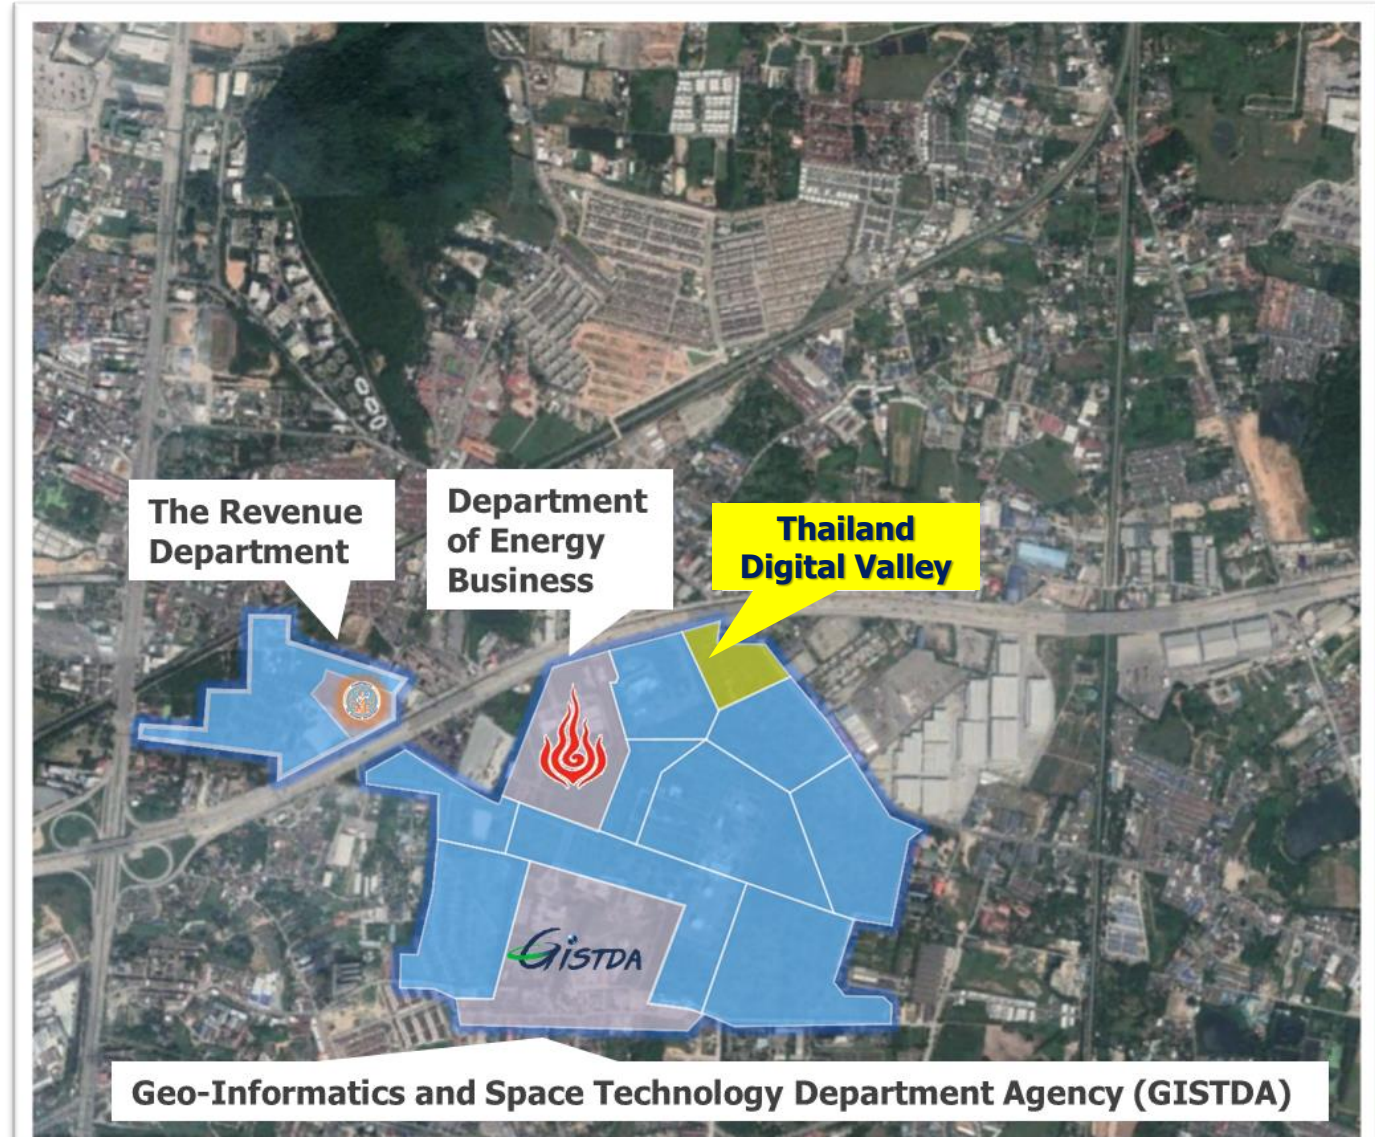 The Revenue
Department
Department
of Energy
Business
Thailand
Digital Valley
GISTDA
Geo-Informatics and Space Technology Department Agency (GISTDA)